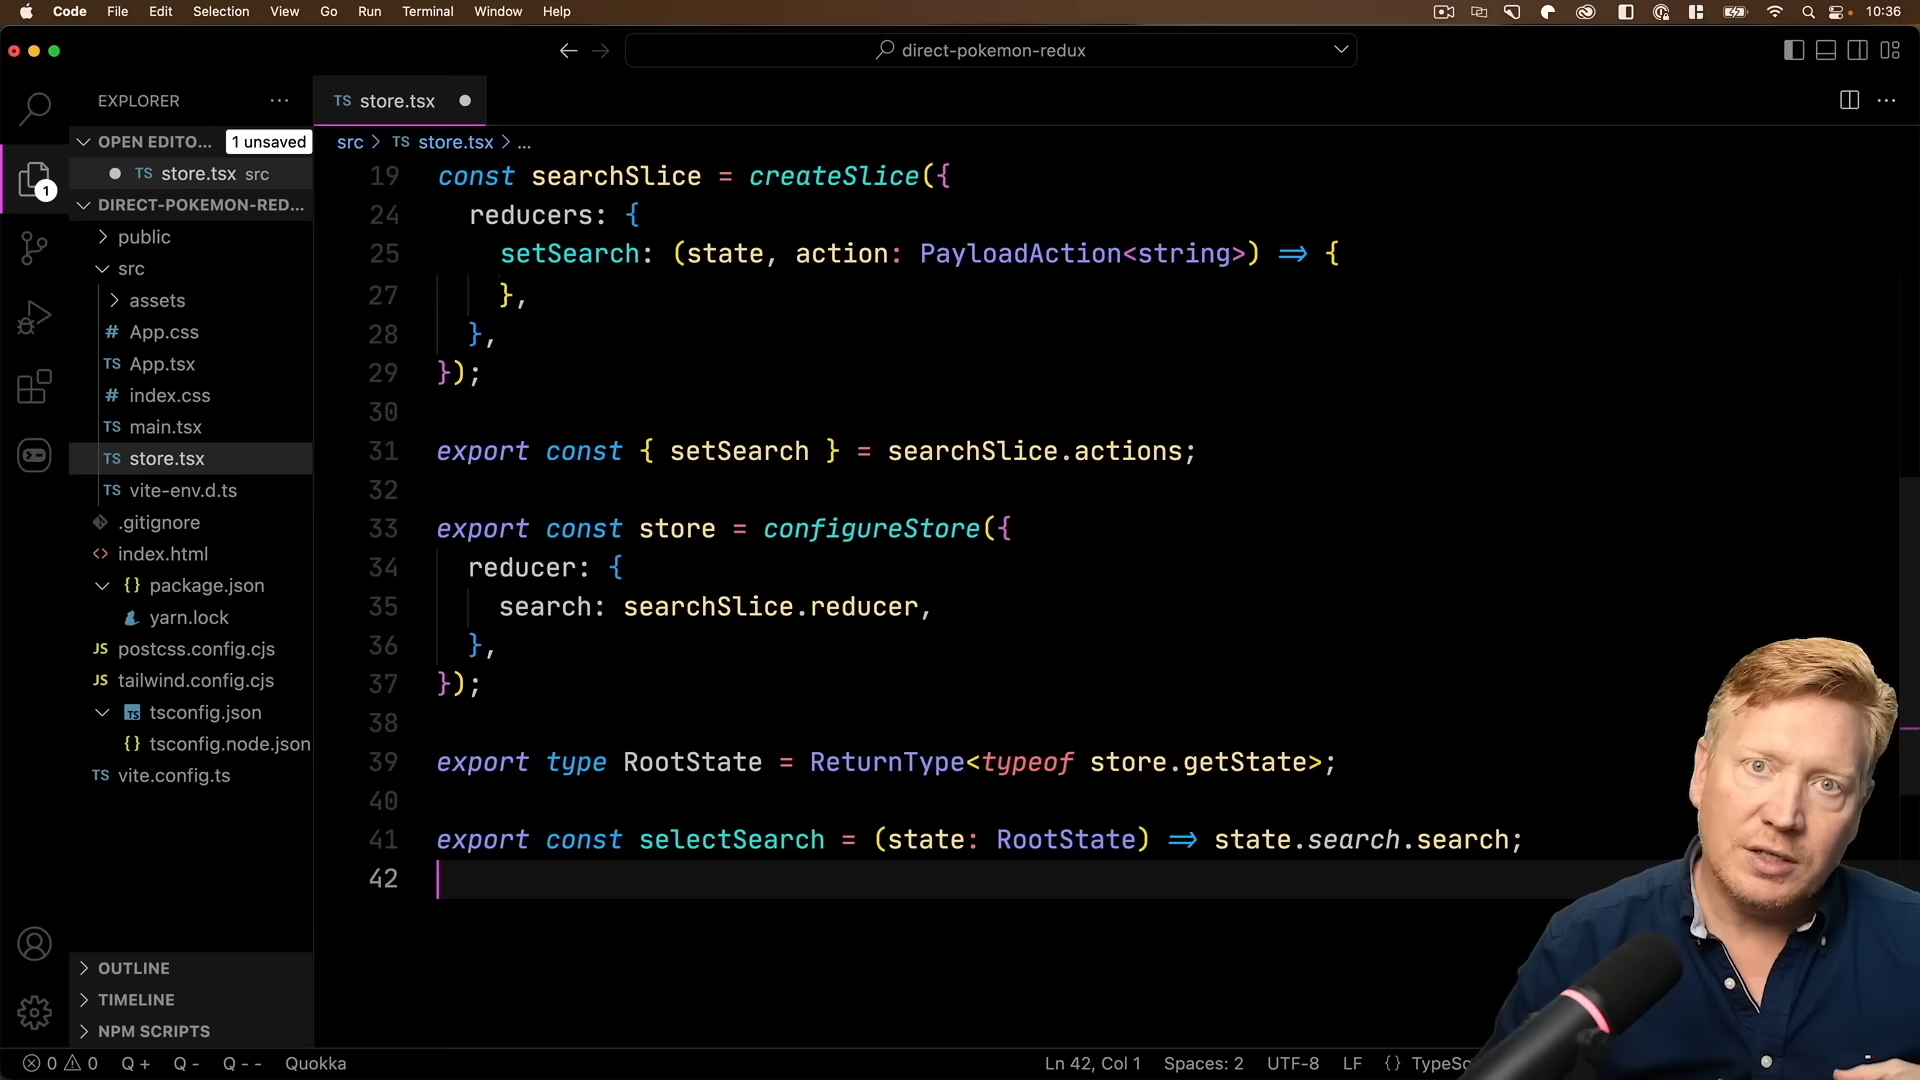 Code File Edit Selection View Go Run Terminal Window Help 10:36
direct-pokemon-redux
EXPLORER
OPEN EDITO... 1 unsaved
TS store.tsx src
DIRECT-POKEMON-RED...
public
src
assets
# App.css
TS App.tsx
# index.css
TS main.tsx
TS store.tsx
TS vite-env.d.ts
.gitignore
<> index.html
{} package.json
yarn.lock
JS postcss.config.cjs
JS tailwind.config.cjs
TS tsconfig.json
{} tsconfig.node.json
TS vite.config.ts
OUTLINE
TIMELINE
NPM SCRIPTS
1
TS store.tsx
src > TS store.tsx > ...
19 const searchSlice = createSlice({
24 reducers: {
25 setSearch: (state, action: PayloadAction<string>) => {
27 },
28 },
29 });
30
31 export const { setSearch } = searchSlice.actions;
32
33 export const store = configureStore({
34 reducer: {
35 search: searchSlice.reducer,
36 },
37 });
38
39 export type RootState = ReturnType<typeof store.getState>;
40
41 export const selectSearch = (state: RootState) => state.search.search;
42
0 0 Q + Q - Q - - Quokka Ln 42, Col 1 Spaces: 2 UTF-8 LF {}